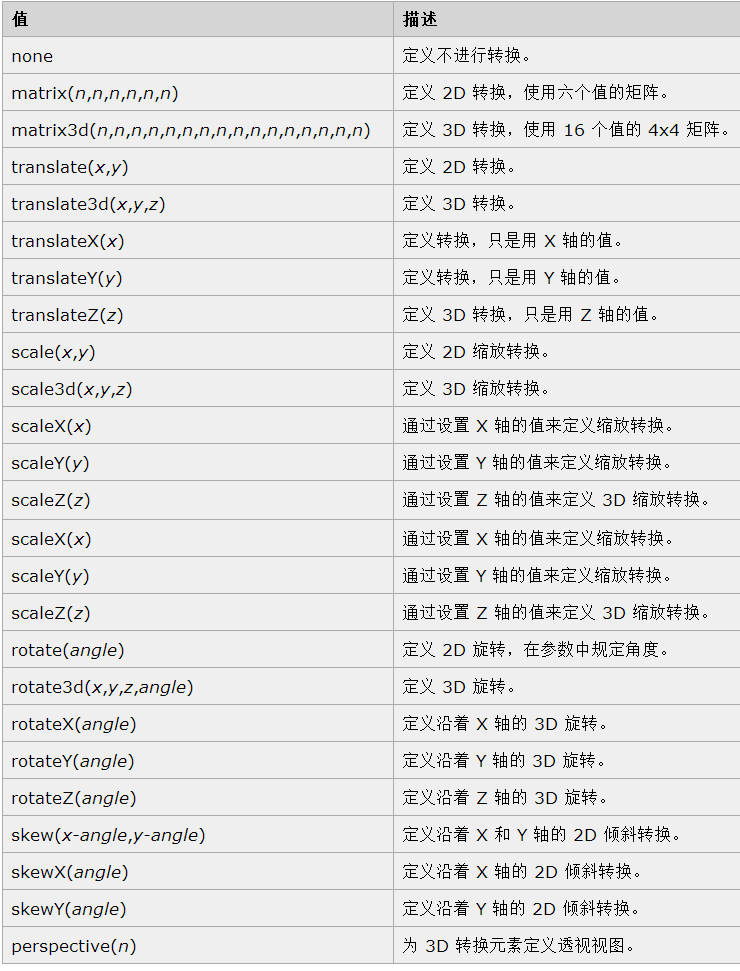 值 描述
none 定义不进行转换。
matrix(n,n,n,n,n,n) 定义 2D 转换，使用六个值的矩阵。
matrix3d(n,n,n,n,n,n,n,n,n,n,n,n,n,n,n,n) 定义 3D 转换，使用 16 个值的 4x4 矩阵。
translate(x,y) 定义 2D 转换。
translate3d(x,y,z) 定义 3D 转换。
translateX(x) 定义转换，只是用 X 轴的值。
translateY(y) 定义转换，只是用 Y 轴的值。
translateZ(z) 定义 3D 转换，只是用 Z 轴的值。
scale(x,y) 定义 2D 缩放转换。
scale3d(x,y,z) 定义 3D 缩放转换。
scaleX(x) 通过设置 X 轴的值来定义缩放转换。
scaleY(y) 通过设置 Y 轴的值来定义缩放转换。
scaleZ(z) 通过设置 Z 轴的值来定义 3D 缩放转换。
scaleX(x) 通过设置 X 轴的值来定义缩放转换。
scaleY(y) 通过设置 Y 轴的值来定义缩放转换。
scaleZ(z) 通过设置 Z 轴的值来定义 3D 缩放转换。
rotate(angle) 定义 2D 旋转，在参数中规定角度。
rotate3d(x,y,z,angle) 定义 3D 旋转。
rotateX(angle) 定义沿着 X 轴的 3D 旋转。
rotateY(angle) 定义沿着 Y 轴的 3D 旋转。
rotateZ(angle) 定义沿着 Z 轴的 3D 旋转。
skew(x-angle,y-angle) 定义沿着 X 和 Y 轴的 2D 倾斜转换。
skewX(angle) 定义沿着 X 轴的 2D 倾斜转换。
skewY(angle) 定义沿着 Y 轴的 2D 倾斜转换。
perspective(n) 为 3D 转换元素定义透视视图。